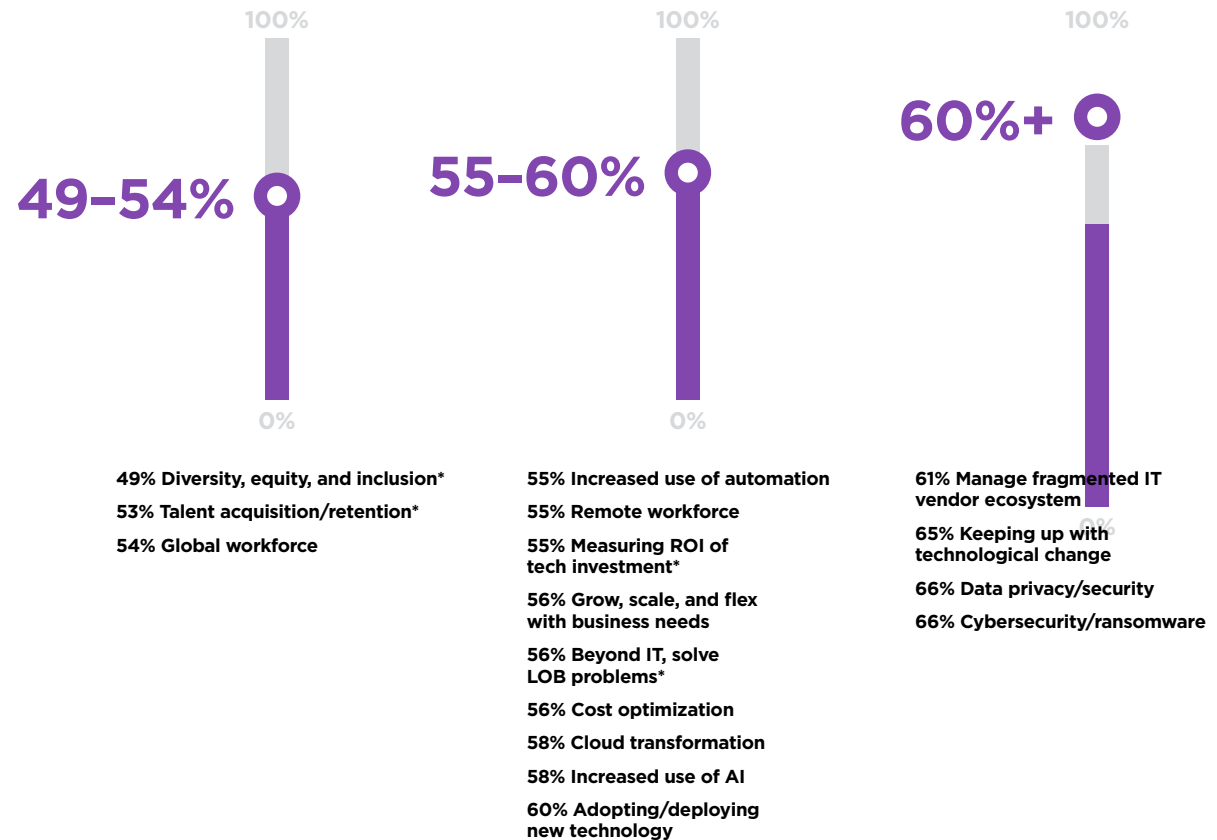 100%
49–54%
0%
49% Diversity, equity, and inclusion*
53% Talent acquisition/retention*
54% Global workforce
100%
55–60%
0%
55% Increased use of automation
55% Remote workforce
55% Measuring ROI of
tech investment*
56% Grow, scale, and flex
with business needs
56% Beyond IT, solve
LOB problems*
56% Cost optimization
58% Cloud transformation
58% Increased use of AI
60% Adopting/deploying
new technology
100%
60%+
0%
61% Manage fragmented IT
vendor ecosystem
65% Keeping up with
technological change
66% Data privacy/security
66% Cybersecurity/ransomware